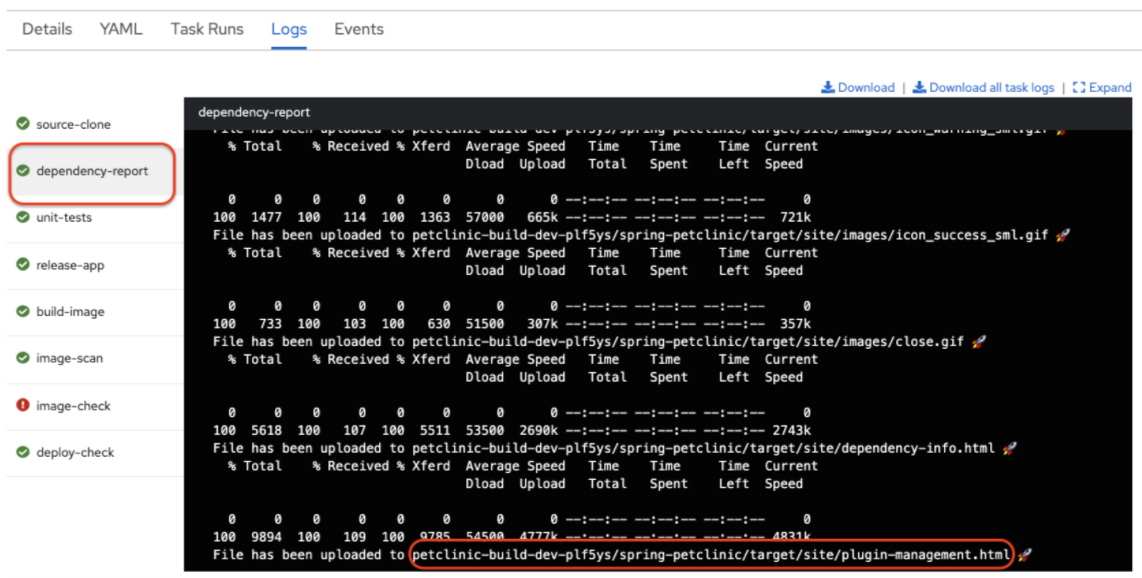 Details YAML Task Runs Logs Events
Download | Download all task logs | Expand
source-clone
dependency-report
unit-tests
release-app
build-image
image-scan
image-check
deploy-check
dependency-report
File has been uploaded to petclinic-build-dev-plf5ys/spring-petclinic/target/site/images/icon_warning_sml.gif 🚀
% Total % Received % Xferd Average Speed Time Time Time Current
Dload Upload Total Spent Left Speed
0 0 0 0 0 0 0 0 --:--:-- --:--:-- --:--:-- 0
100 1477 100 114 100 1363 57000 665k --:--:-- --:--:-- --:--:-- 721k
File has been uploaded to petclinic-build-dev-plf5ys/spring-petclinic/target/site/images/icon_success_sml.gif 🚀
% Total % Received % Xferd Average Speed Time Time Time Current
Dload Upload Total Spent Left Speed
0 0 0 0 0 0 0 --:--:-- --:--:-- --:--:-- 0
100 733 100 103 100 630 51500 307k --:--:-- --:--:-- --:--:-- 357k
File has been uploaded to petclinic-build-dev-plf5ys/spring-petclinic/target/site/images/close.gif 🚀
% Total % Received % Xferd Average Speed Time Time Time Current
Dload Upload Total Spent Left Speed
0 0 0 0 0 0 0 --:--:-- --:--:-- --:--:-- 0
100 5618 100 107 100 5511 53500 2690k --:--:-- --:--:-- --:--:-- 2743k
File has been uploaded to petclinic-build-dev-plf5ys/spring-petclinic/target/site/dependency-info.html 🚀
% Total % Received % Xferd Average Speed Time Time Time Current
Dload Upload Total Spent Left Speed
0 0 0 0 0 0 0 --:--:-- --:--:-- --:--:-- 0
100 9894 100 109 100 9785 54500 4777k --:--:-- --:--:-- --:--:-- 4831k
File has been uploaded to petclinic-build-dev-plf5ys/spring-petclinic/target/site/plugin-management.html 🚀